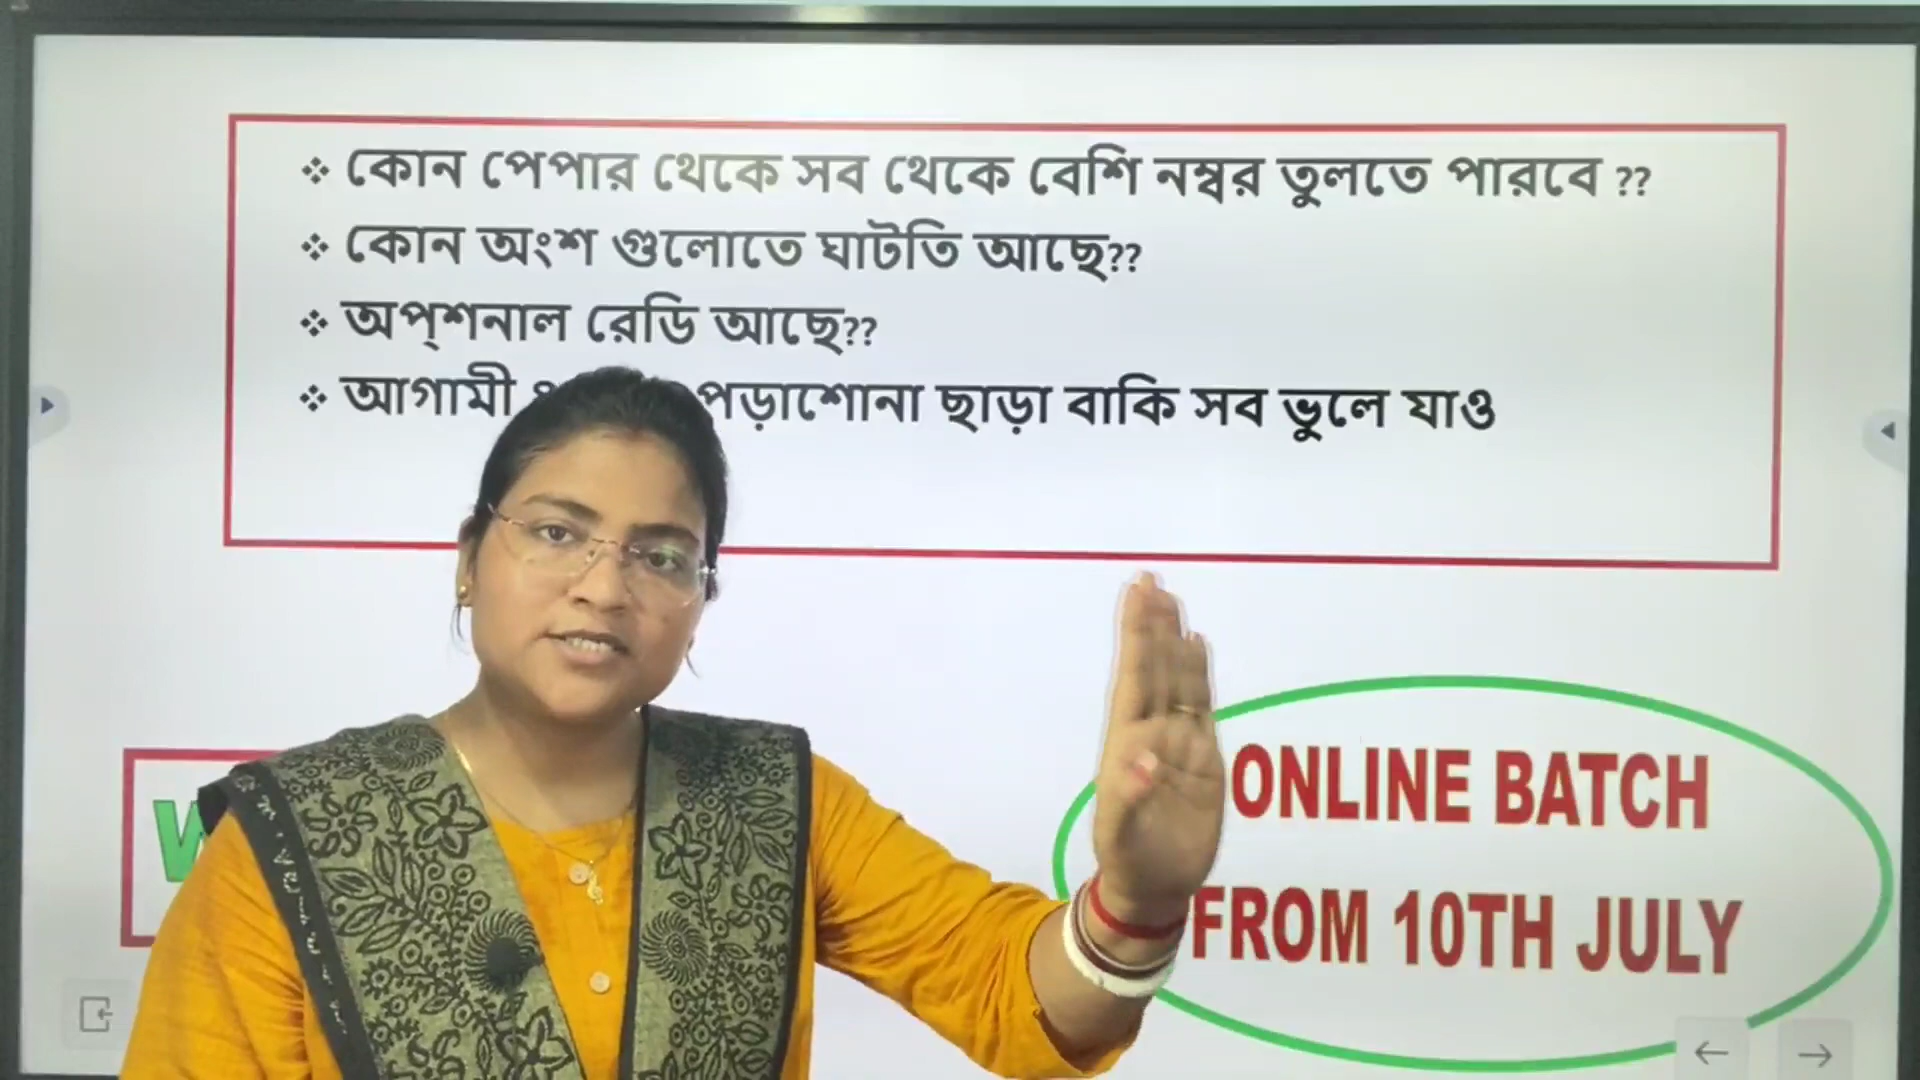 ❖ কোন পেপার থেকে সব থেকে বেশি নম্বর তুলতে পারবে ??
❖ কোন অংশ গুলোতে ঘাটতি আছে??
❖ অপ্শনাল রেডি আছে??
❖ আগামী পড়াশোনা ছাড়া বাকি সব ভুলে যাও
ONLINE BATCH
FROM 10TH JULY